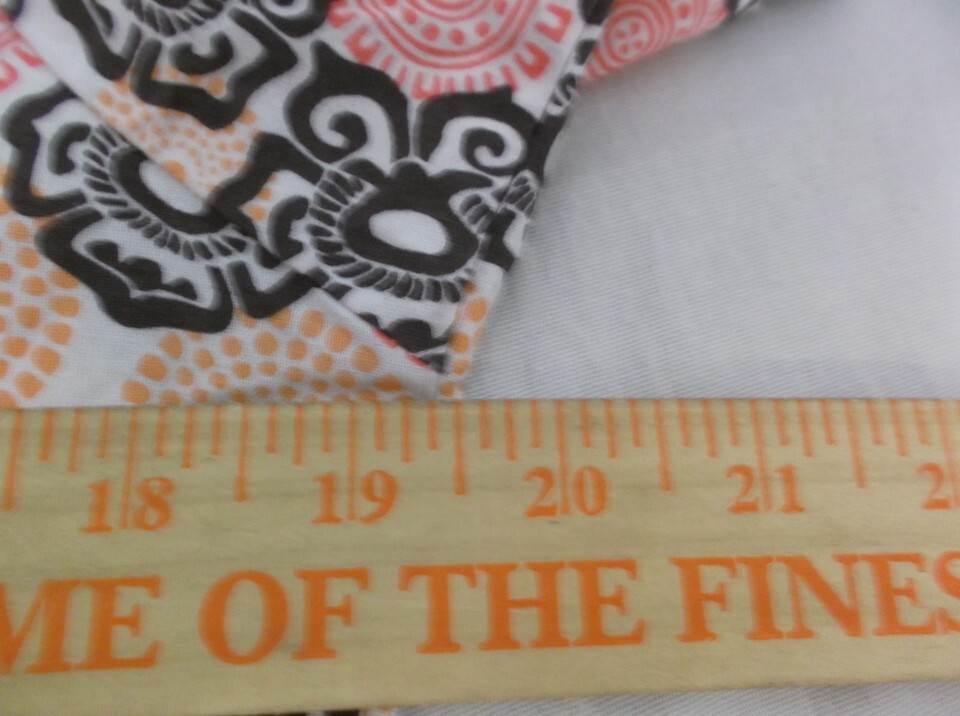 18 19 20 21
ME OF THE FINES